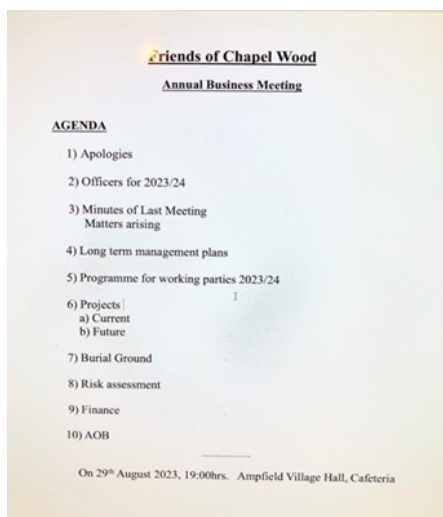 Friends of Chapel Wood
Annual Business Meeting
AGENDA
1) Apologies
2) Officers for 2023/24
3) Minutes of Last Meeting
Matters arising
4) Long term management plans
5) Programme for working parties 2023/24
6) Projects
a) Current
b) Future
7) Burial Ground
8) Risk assessment
9) Finance
10) AOB
On 29th August 2023, 19:00hrs. Ampfield Village Hall, Cafeteria